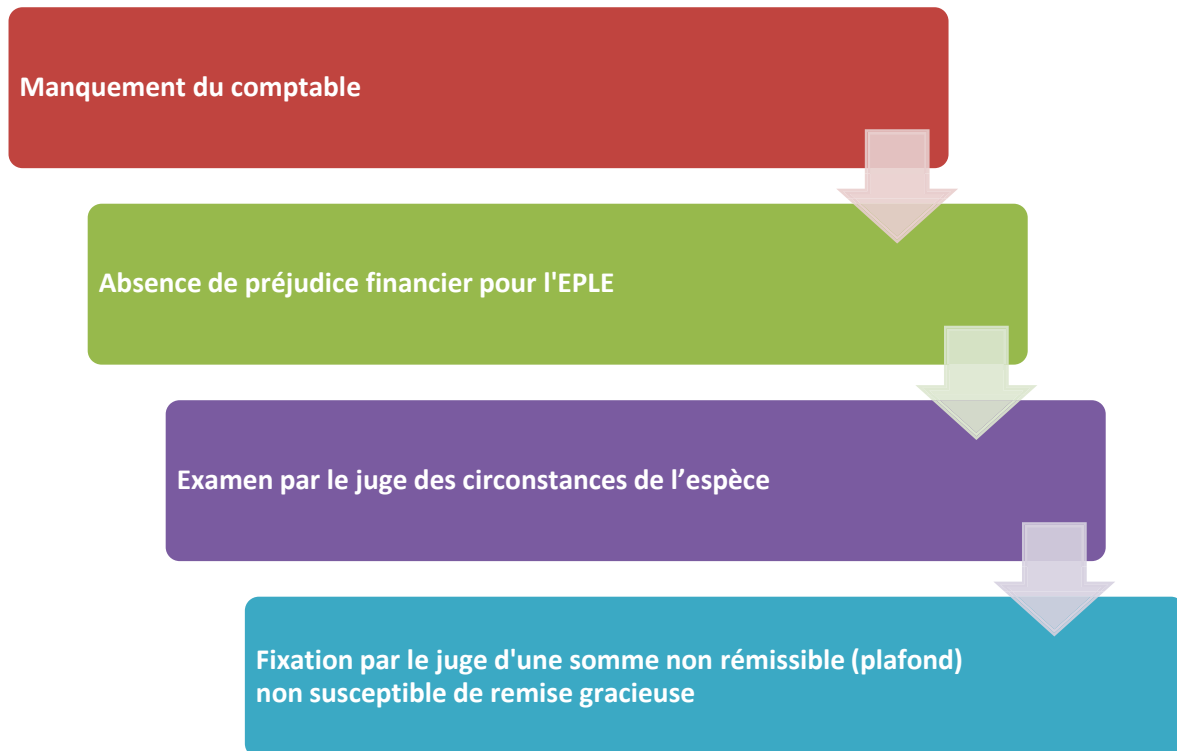 Manquement du comptable
Absence de préjudice financier pour l'EPLE
Examen par le juge des circonstances de l’espèce
Fixation par le juge d'une somme non rémissible (plafond)
non susceptible de remise gracieuse